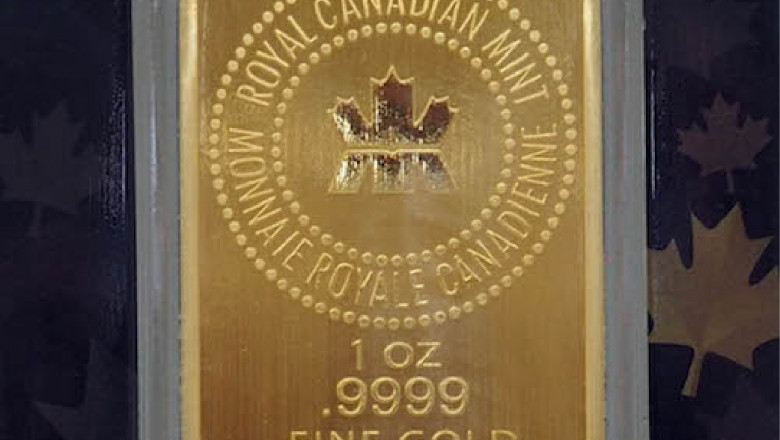 ROYAL CANADIAN MINT
MONNAIE ROYALE CANADIENNE
1 OZ
.9999
FINE GOLD